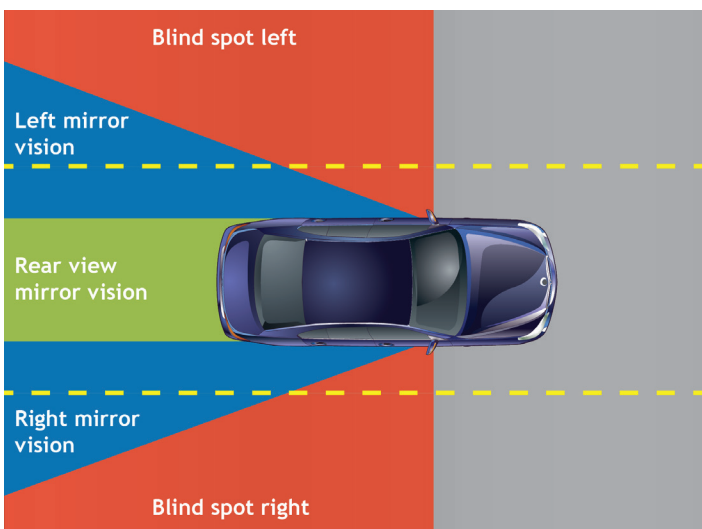 Blind spot left
Left mirror
vision
Rear view
mirror vision
Right mirror
vision
Blind spot right